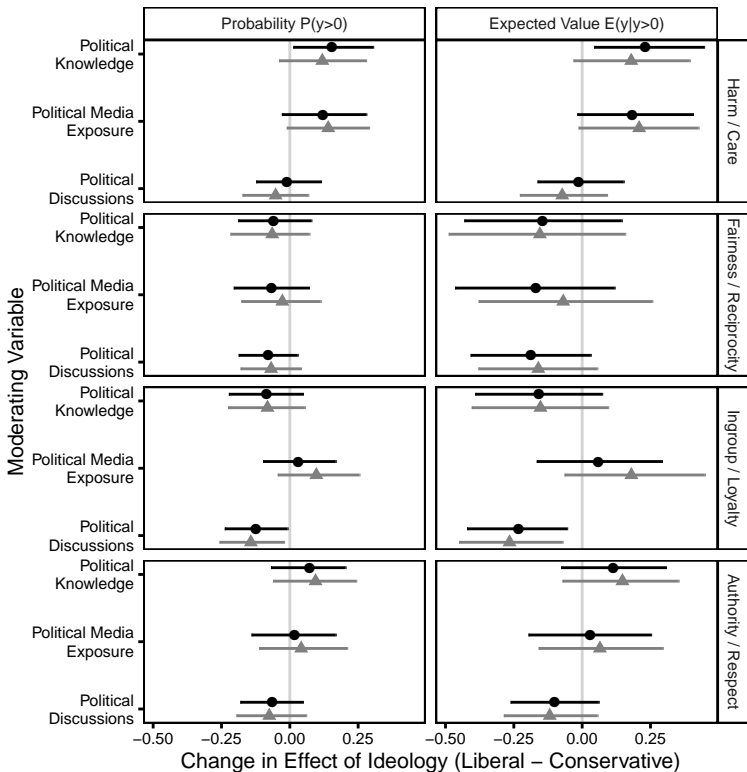 Probability P(y>0)
Expected Value E(y|y>0)
Moderating Variable
Political
Knowledge
Political Media
Exposure
Political
Discussions
Harm / Care
Political
Knowledge
Political Media
Exposure
Political
Discussions
Fairness / Reciprocity
Political
Knowledge
Political Media
Exposure
Political
Discussions
Ingroup / Loyalty
Political
Knowledge
Political Media
Exposure
Political
Discussions
Authority / Respect
−0.50 −0.25 0.00 0.25 −0.50 −0.25 0.00 0.25
Change in Effect of Ideology (Liberal − Conservative)